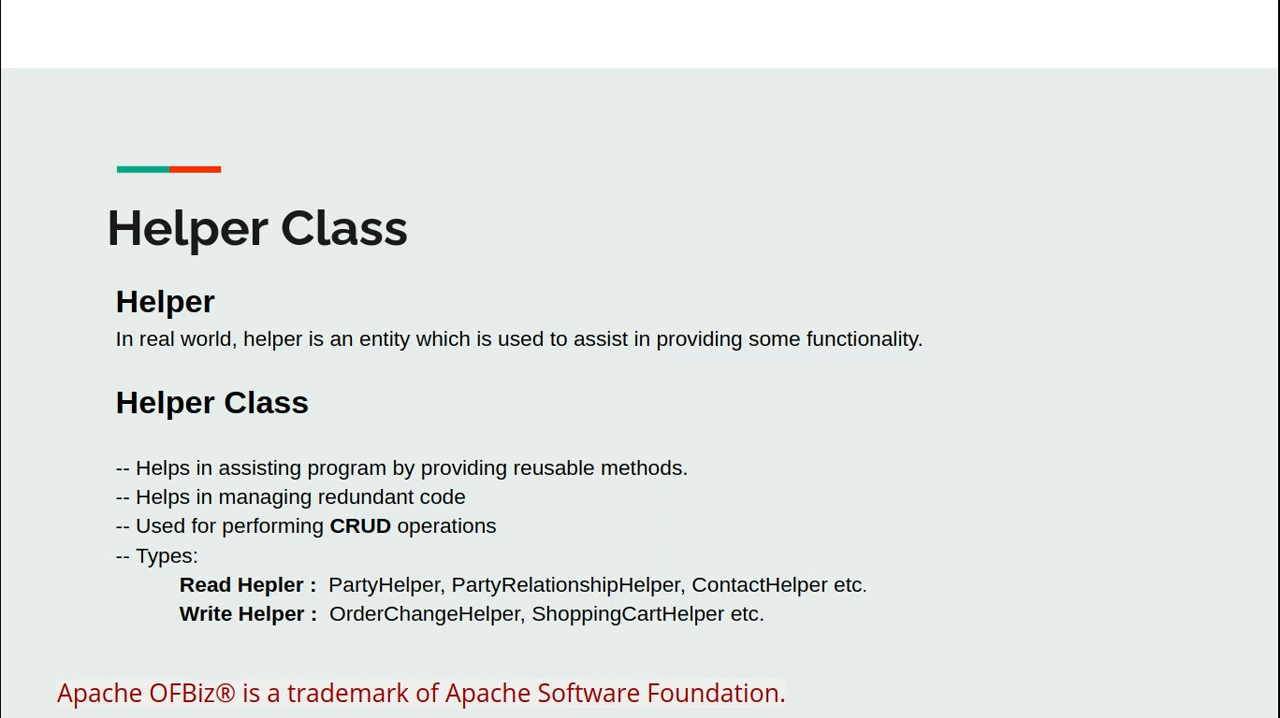 Helper Class
Helper
In real world, helper is an entity which is used to assist in providing some functionality.
Helper Class
-- Helps in assisting program by providing reusable methods.
-- Helps in managing redundant code
-- Used for performing CRUD operations
-- Types:
Read Hepler : PartyHelper, PartyRelationshipHelper, ContactHelper etc.
Write Helper : OrderChangeHelper, ShoppingCartHelper etc.
Apache OFBiz® is a trademark of Apache Software Foundation.